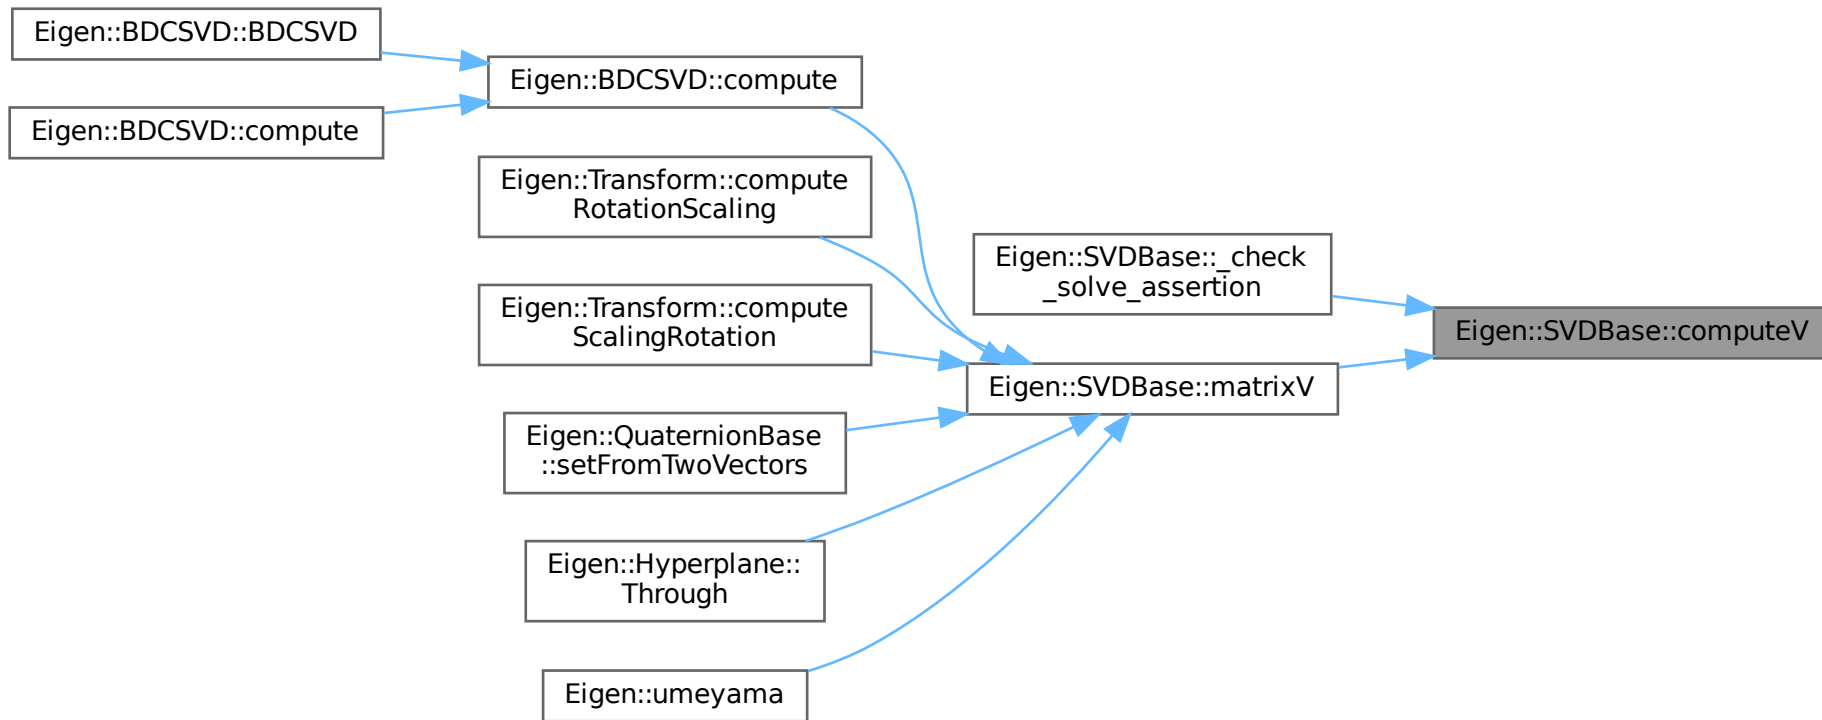 Eigen::BDCSVD::BDCSVD
Eigen::BDCSVD::compute
Eigen::BDCSVD::compute
Eigen::Transform::compute
RotationScaling
Eigen::Transform::compute
ScalingRotation
Eigen::QuaternionBase
::setFromTwoVectors
Eigen::Hyperplane::
Through
Eigen::umeyama
Eigen::SVDBase::_check
_solve_assertion
Eigen::SVDBase::matrixV
Eigen::SVDBase::computeV